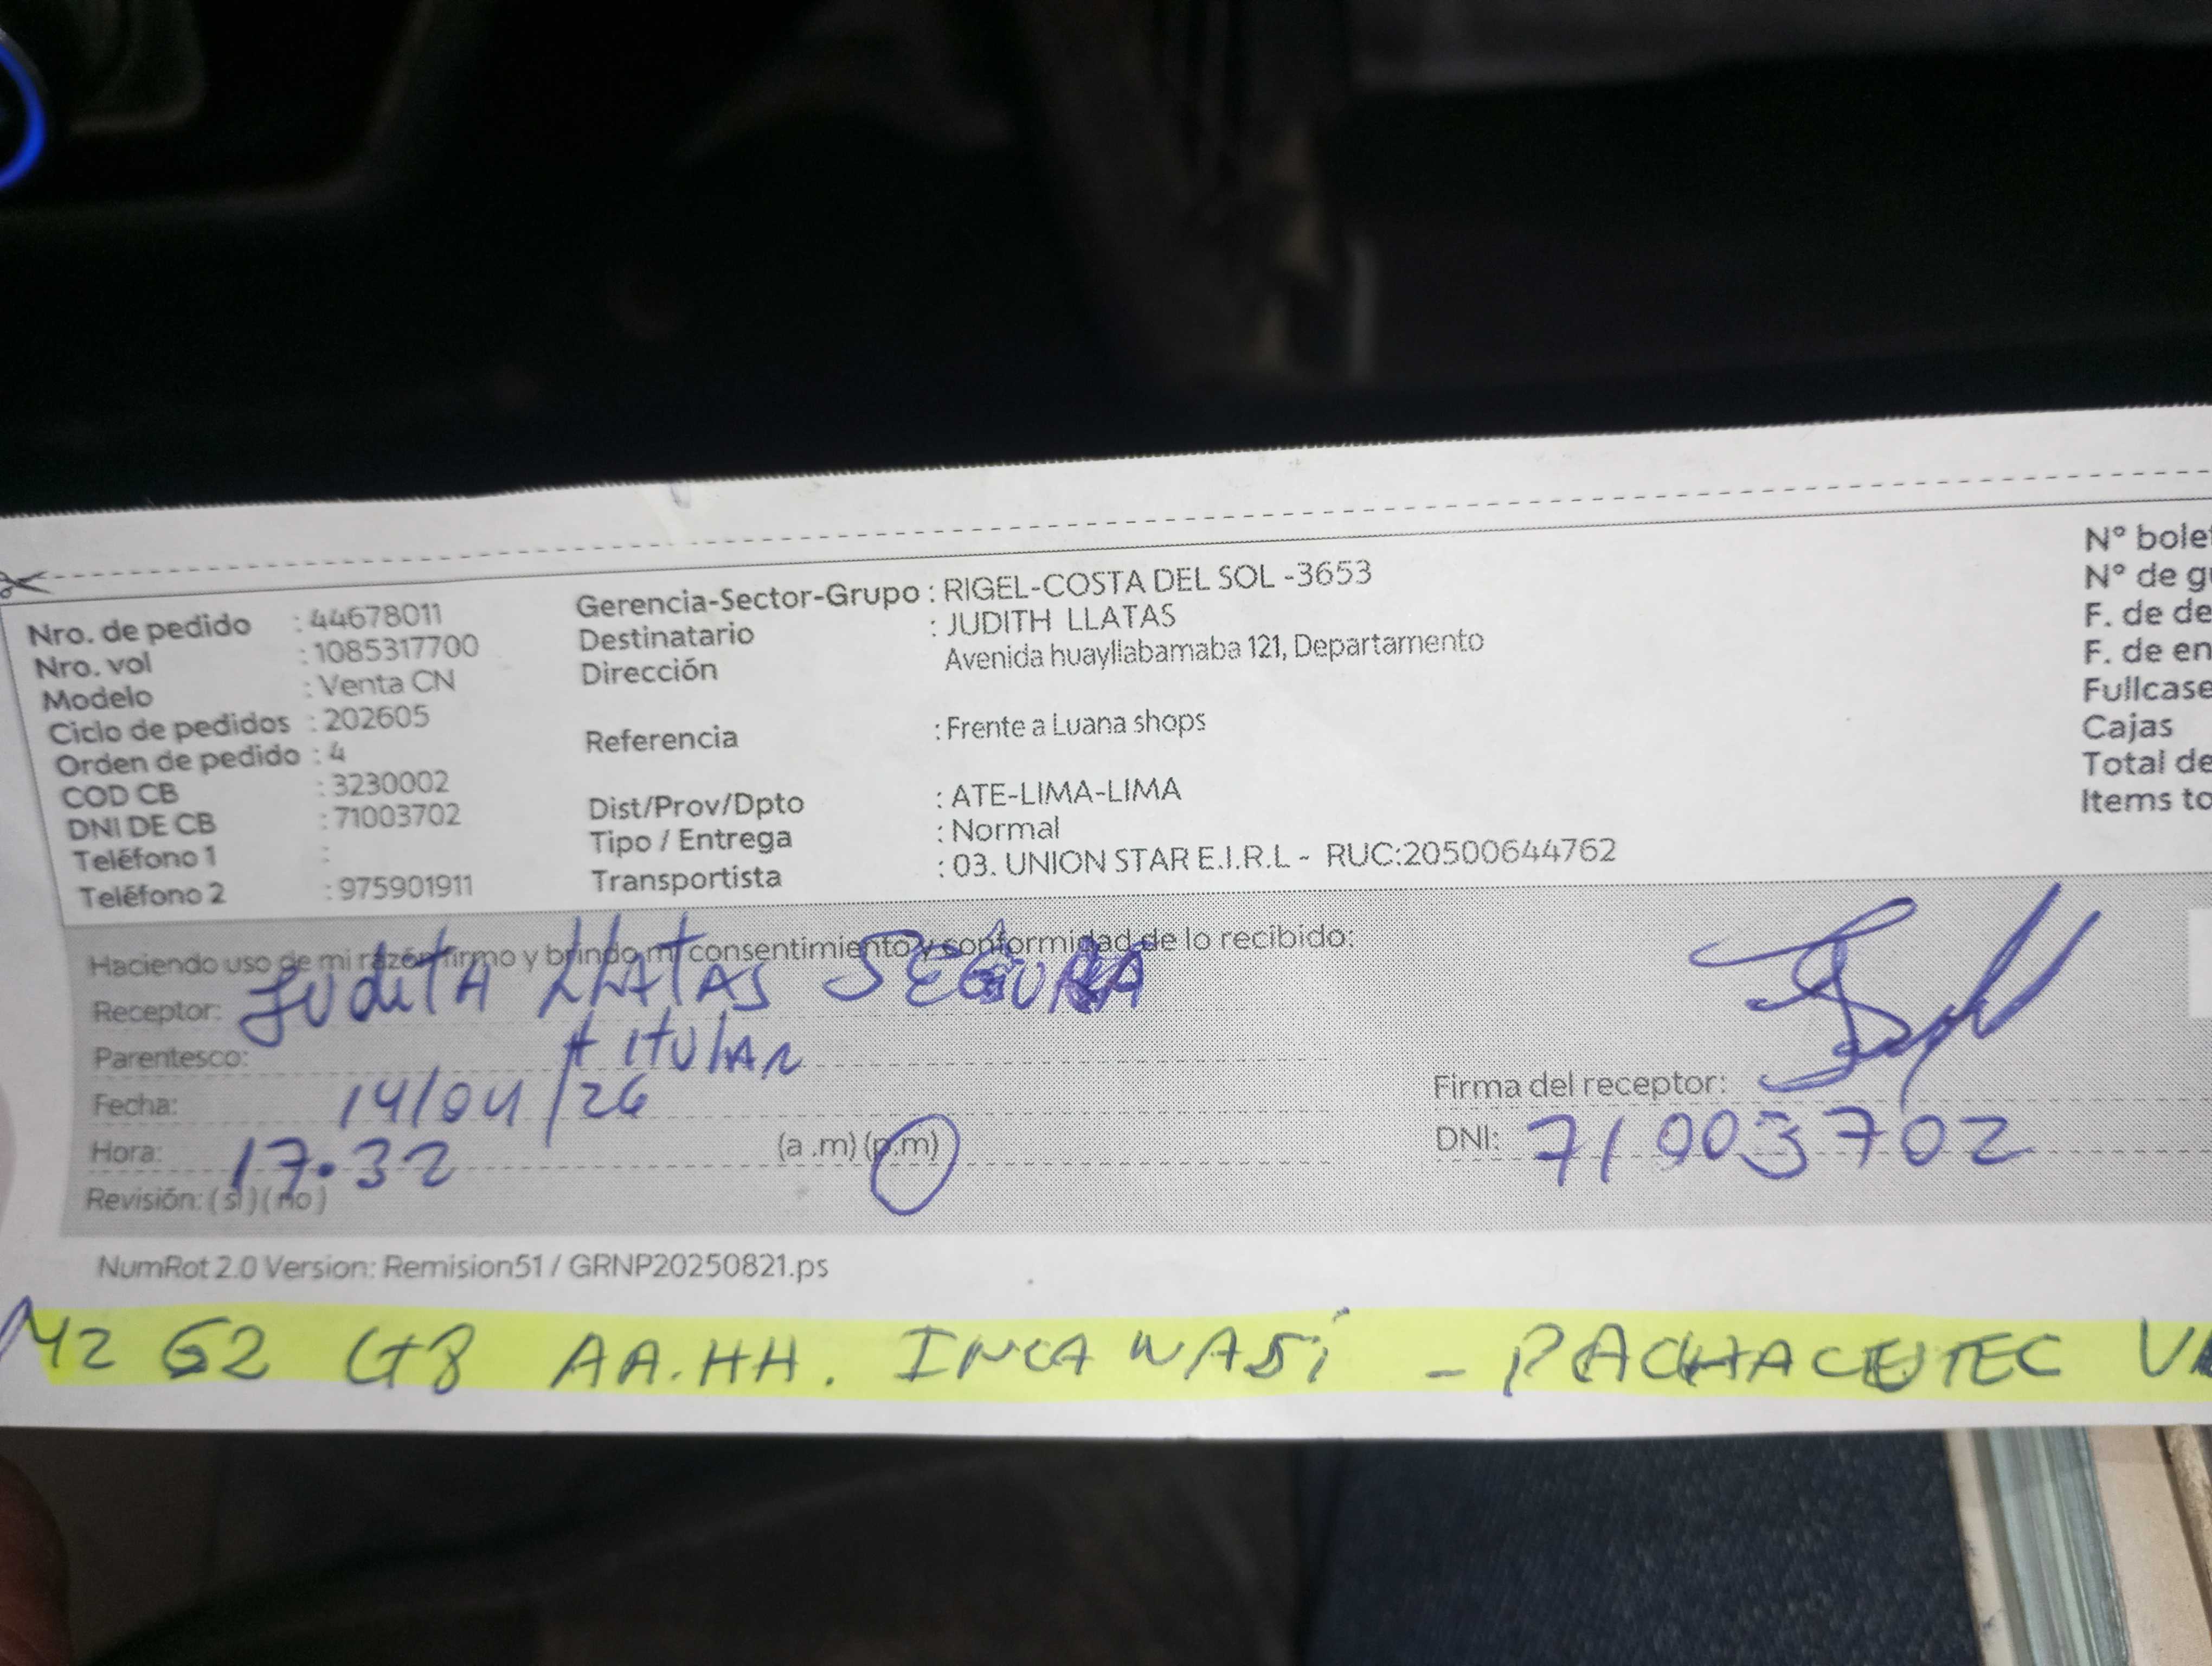 Nro. de pedido : 44678011
Nro. vol : 1085317700
Modelo : Venta CN
Ciclo de pedidos : 202605
Orden de pedido : 4
COD CB : 3230002
DNI DE CB : 71003702
Teléfono 1 :
Teléfono 2 : 975901911
Gerencia-Sector-Grupo : RIGEL-COSTA DEL SOL -3653
Destinatario : JUDITH LLATAS
Dirección Avenida huayllabamaba 121, Departamento
Referencia : Frente a Luana shops
Dist/Prov/Dpto : ATE-LIMA-LIMA
Tipo / Entrega : Normal
Transportista : 03. UNION STAR E.I.R.L - RUC:20500644762
N° bole
N° de g
F. de de
F. de en
Fullcase
Cajas
Total de
Items to
Haciendo uso de mi razón firmo y brindo mi consentimiento y conformidad de lo recibido:
Receptor: JUditA LLATAS SEGURA
Parentesco: titular
Fecha: 14/04/26
Hora: 17.32 (a .m) (p.m)
Revisión: ( si ) ( no )
Firma del receptor:
DNI: 71003702
NumRot 2.0 Version: Remision51 / GRNP20250821.ps
MZ G2 Lt 8 AA.HH. INCA WASi - PACHACUTEC